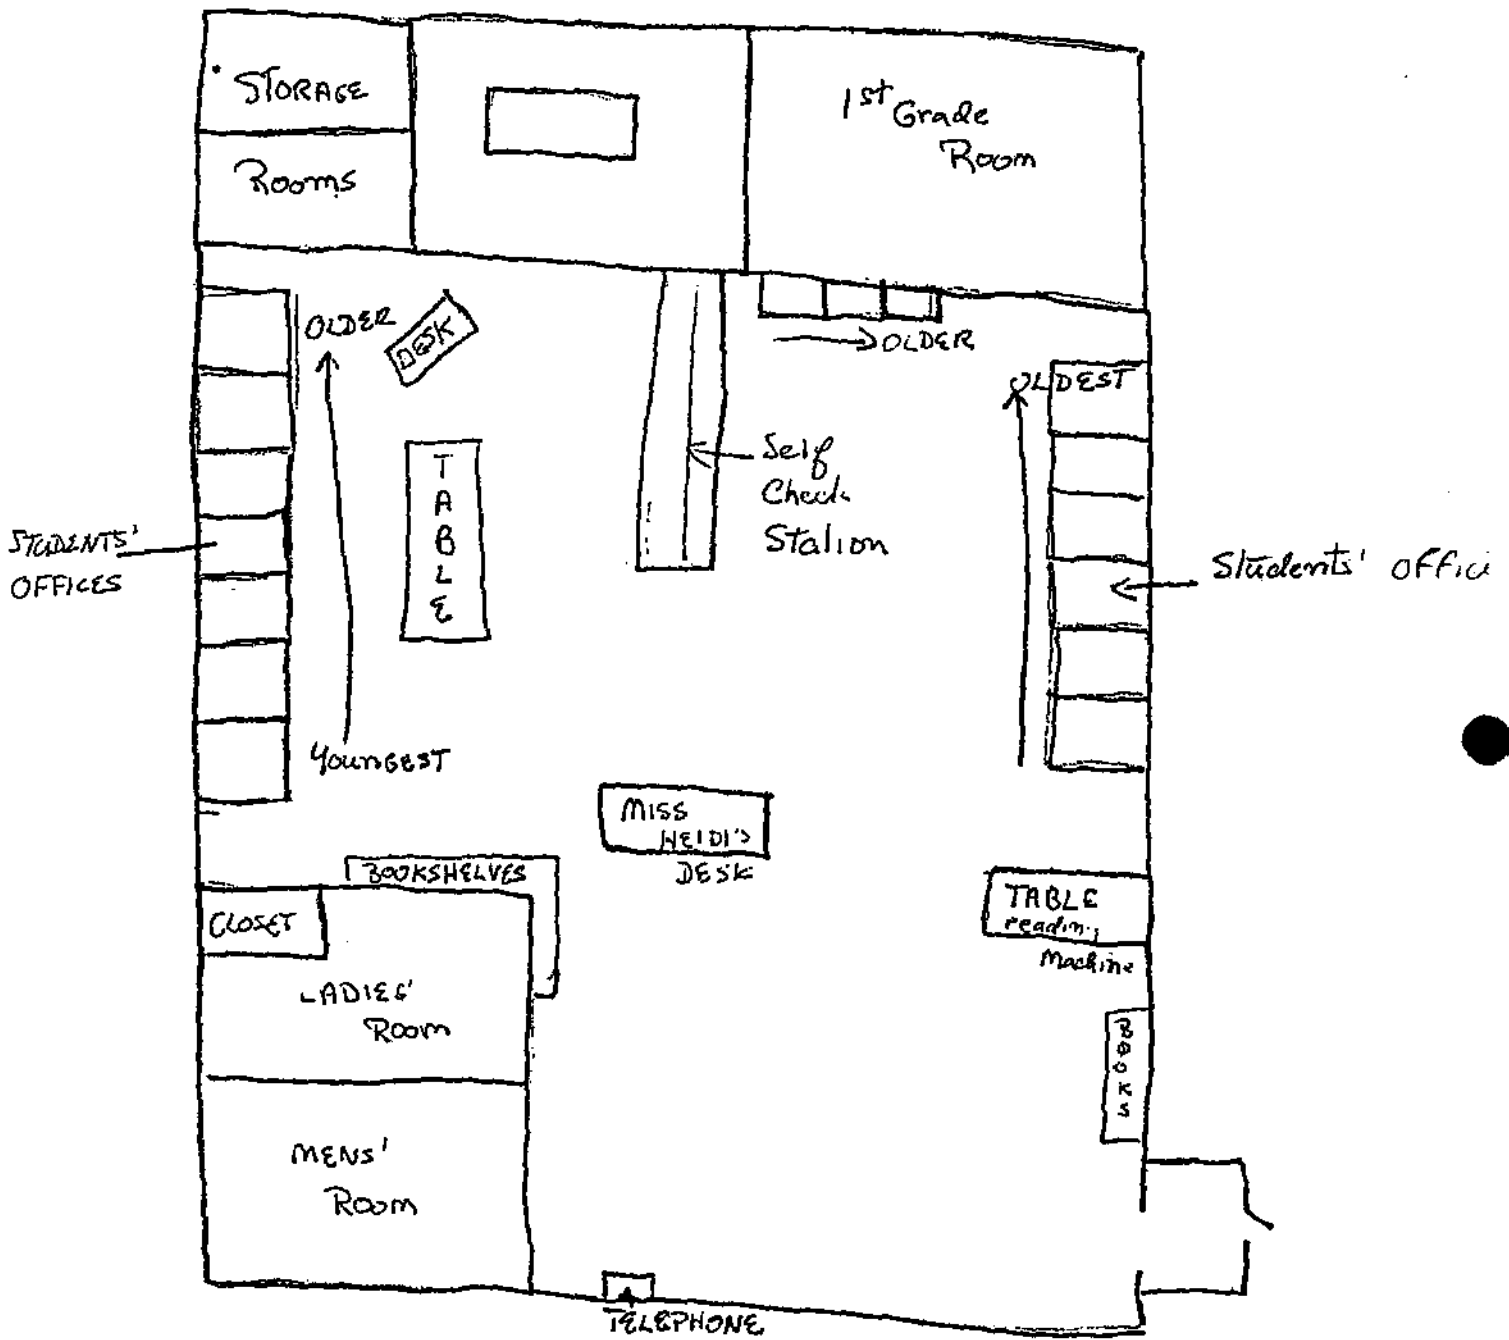 STORAGE
Rooms
1st Grade
Room
OLDER
DESK
OLDER
OLDEST
Self
Check
Station
TABLE
STUDENTS'
OFFICES
Students' Office
YOUNGEST
MISS
HEIDI'S
DESK
BOOKSHELVES
CLOSET
TABLE
reading
Machine
LADIES'
Room
BOOKS
MENS'
Room
TELEPHONE